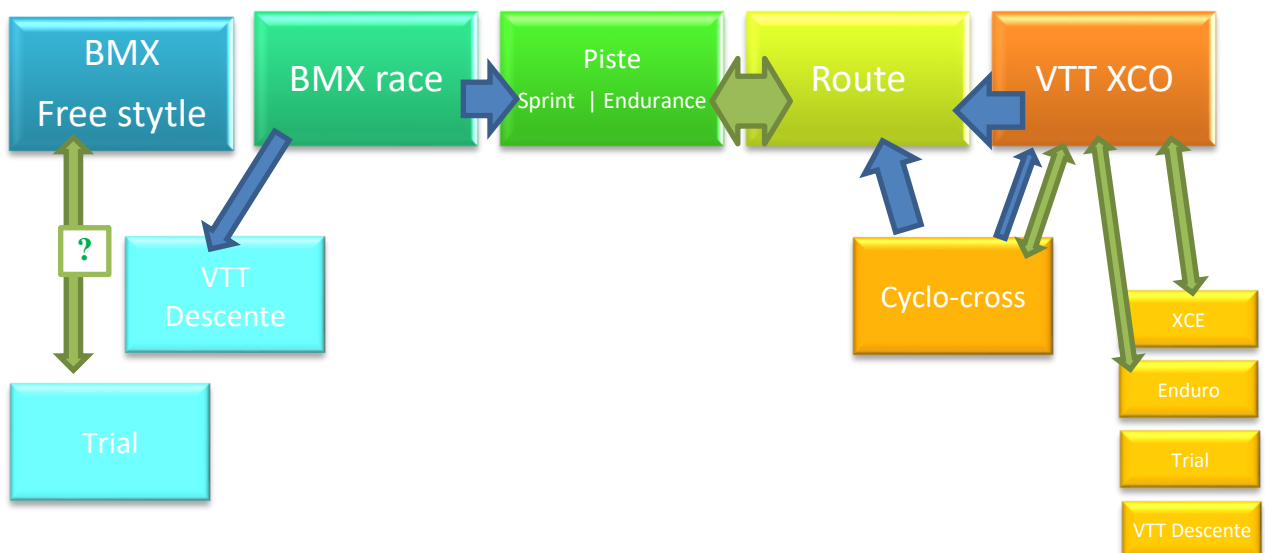 BMX
Free stytle
BMX race
Piste
Sprint | Endurance
Route
VTT XCO
?
VTT
Descente
Cyclo-cross
XCE
Enduro
Trial
Trial
VTT Descente